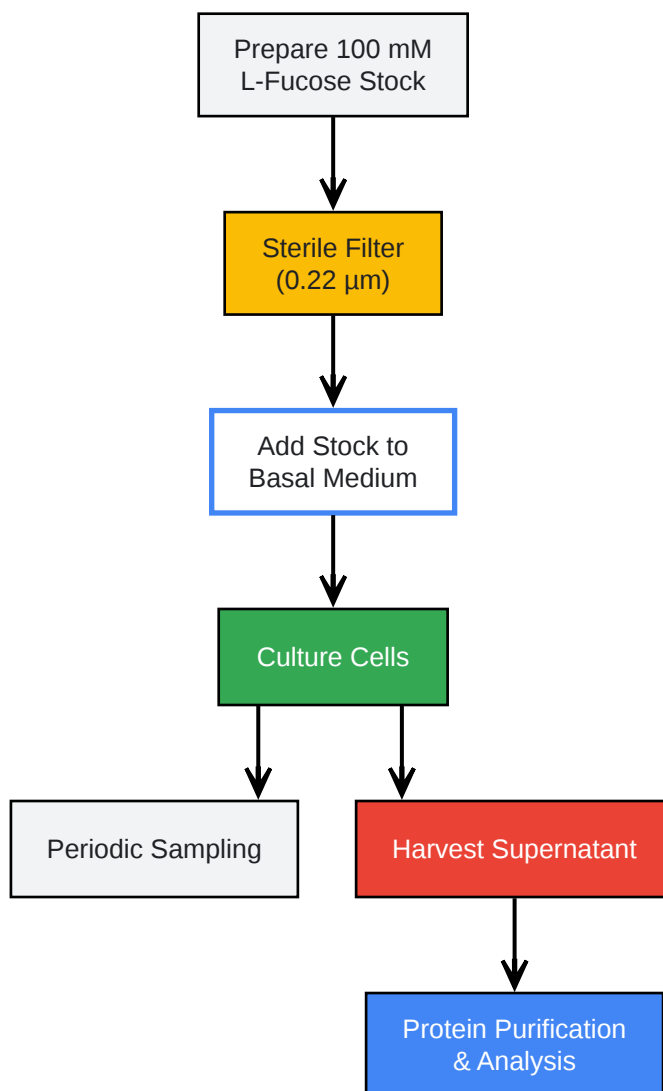 Prepare 100 mM
L-Fucose Stock
Sterile Filter
(0.22 µm)
Add Stock to
Basal Medium
Culture Cells
Periodic Sampling
Harvest Supernatant
Protein Purification
& Analysis